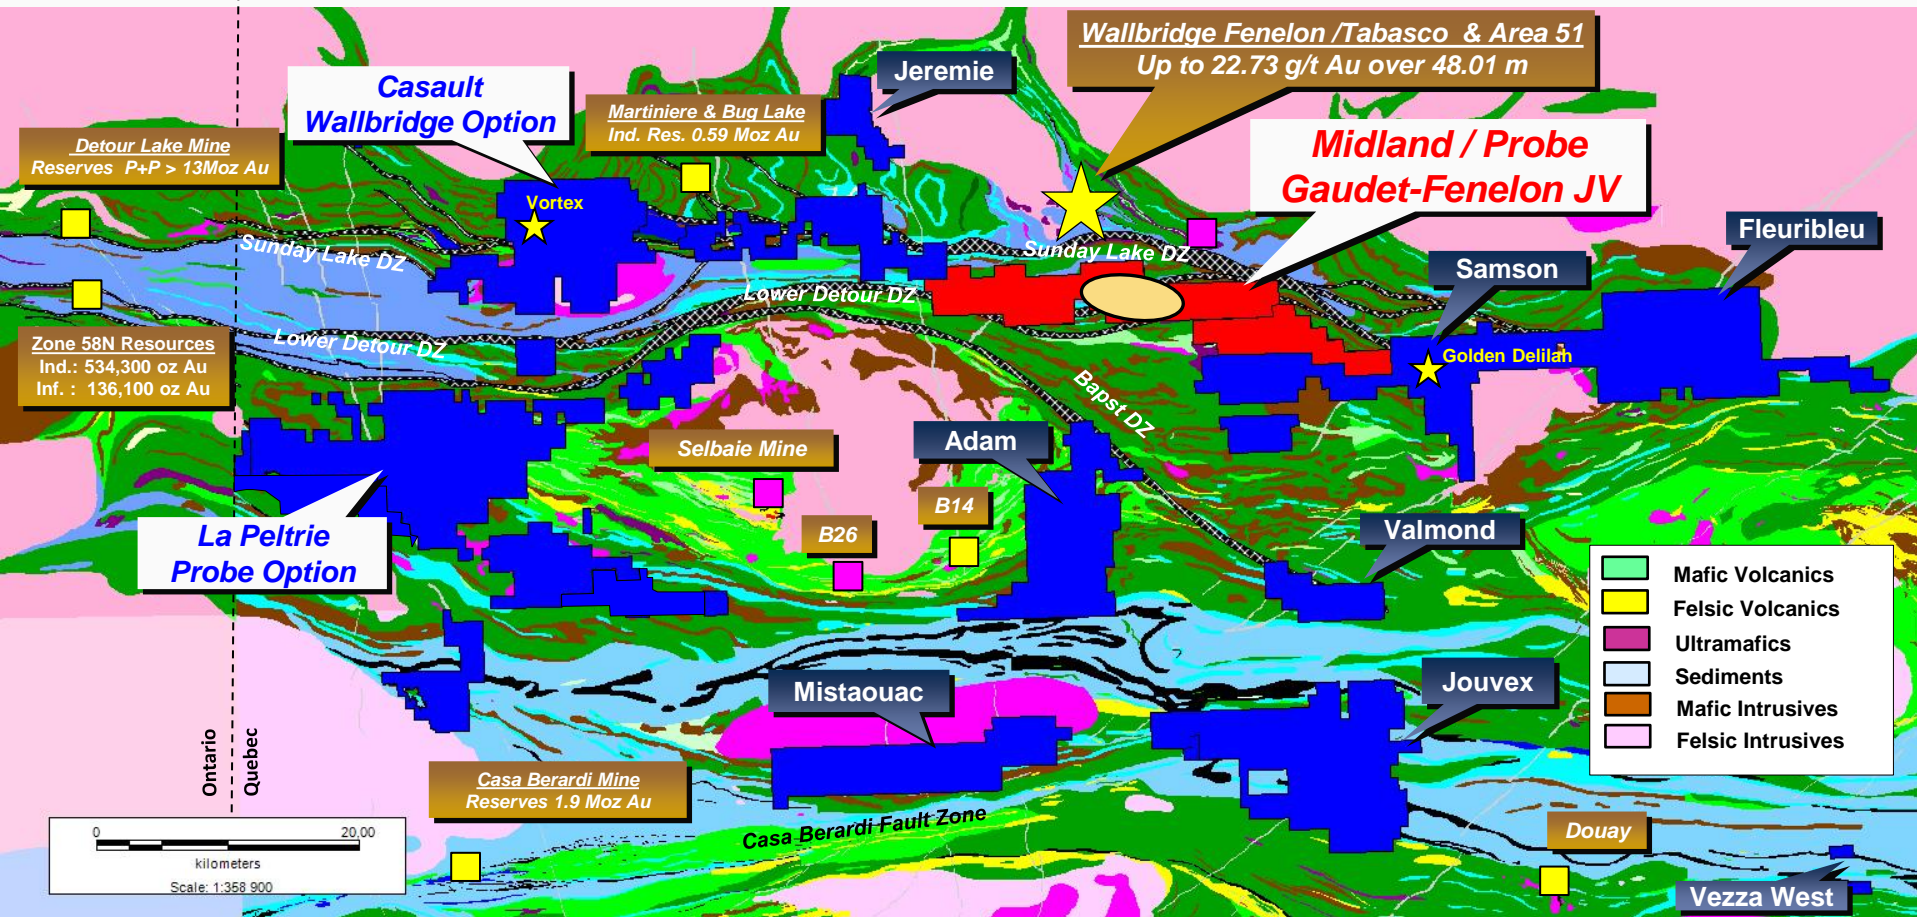 Wallbridge Fenelon /Tabasco & Area 51
Up to 22.73 g/t Au over 48.01 m
Jeremie
Casault
Wallbridge Option
Martiniere & Bug Lake
Ind. Res. 0.59 Moz Au
Detour Lake Mine
Reserves P+P > 13Moz Au
Midland / Probe
Gaudet-Fenelon JV
Vortex
Fleuribleu
Sunday Lake DZ
Sunday Lake DZ
Samson
Lower Detour DZ
Lower Detour DZ
Zone 58N Resources
Ind.: 534,300 oz Au
Inf. : 136,100 oz Au
Golden Delilah
Bapst DZ
Selbaie Mine
Adam
B14
B26
Valmond
La Peltrie
Probe Option
Mafic Volcanics
Felsic Volcanics
Ultramafics
Sediments
Mafic Intrusives
Felsic Intrusives
Mistaouac
Jouvex
Ontario
Quebec
Casa Berardi Mine
Reserves 1.9 Moz Au
Casa Berardi Fault Zone
Douay
Vezza West
0
20,00
kilometers
Scale: 1:358 900